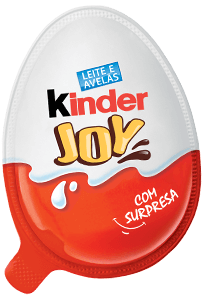 LEITE E
AVELÃS
kinder
JOY
COM
SURPRESA